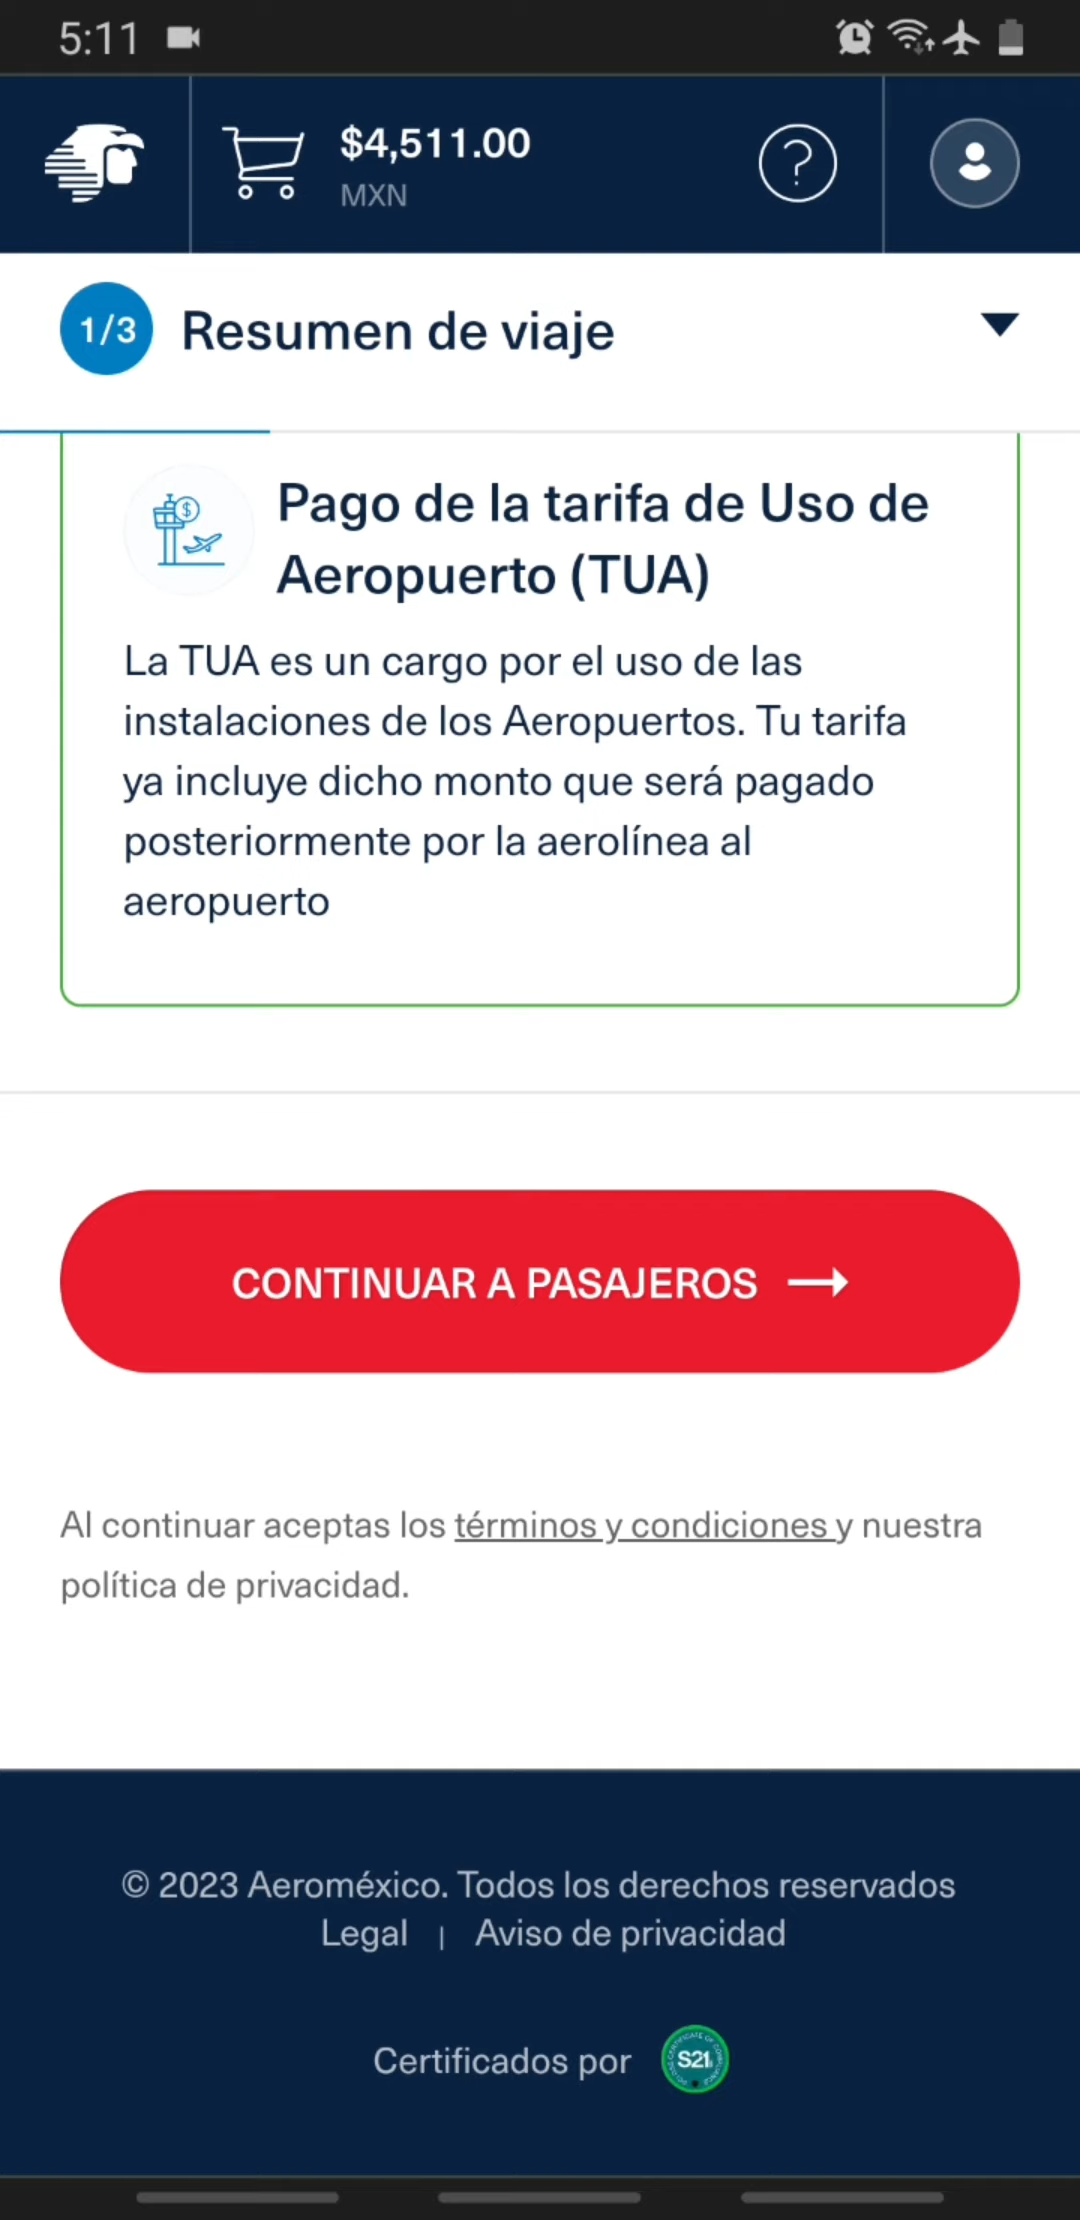 5:11
$4,511.00
MXN
1/3 Resumen de viaje
$
Pago de la tarifa de Uso de
Aeropuerto (TUA)
La TUA es un cargo por el uso de las
instalaciones de los Aeropuertos. Tu tarifa
ya incluye dicho monto que será pagado
posteriormente por la aerolínea al
aeropuerto
CONTINUAR A PASAJEROS →
Al continuar aceptas los términos y condiciones y nuestra
política de privacidad.
© 2023 Aeroméxico. Todos los derechos reservados
Legal | Aviso de privacidad
Certificados por S21